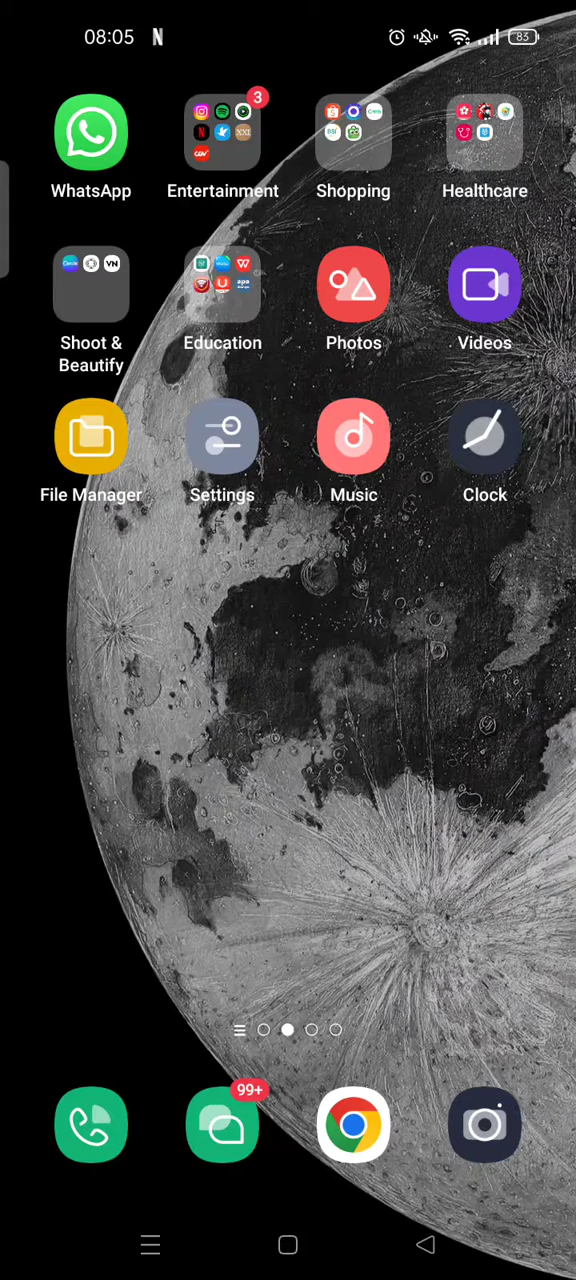 08:05 N 83
3
WhatsApp Entertainment Shopping Healthcare
Shoot & Beautify Education Photos Videos
File Manager Settings Music Clock
99+